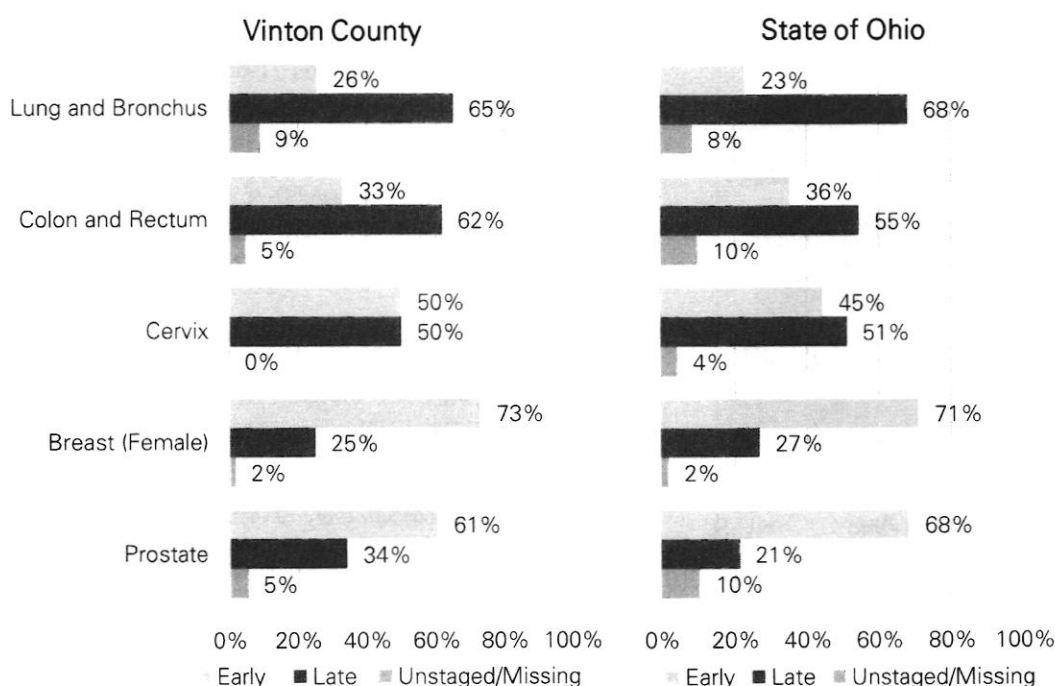 Vinton County
State of Ohio
Lung and Bronchus
26%
65%
9%
23%
68%
8%
Colon and Rectum
33%
62%
5%
36%
55%
10%
Cervix
50%
50%
0%
45%
51%
4%
Breast (Female)
73%
25%
2%
71%
27%
2%
Prostate
61%
34%
5%
68%
21%
10%
0% 20% 40% 60% 80% 100%
0% 20% 40% 60% 80% 100%
Early Late Unstaged/Missing
Early Late Unstaged/Missing